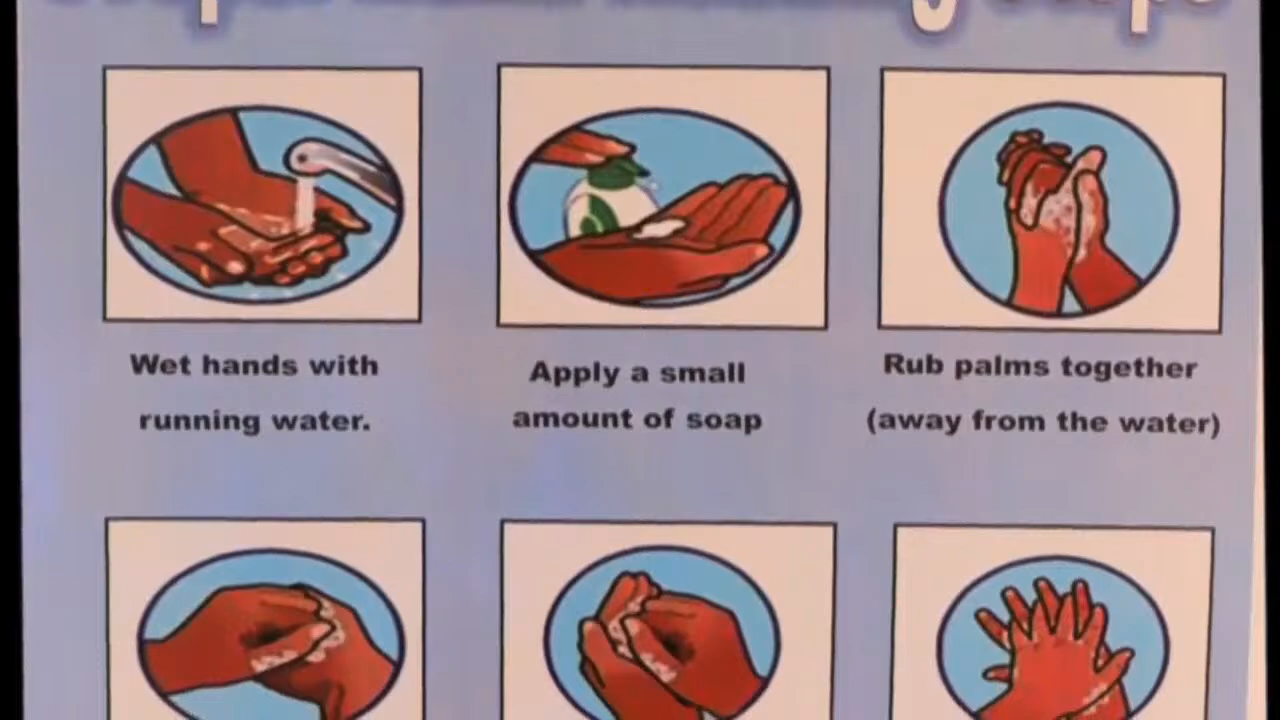 Wet hands with
running water.
Apply a small
amount of soap
Rub palms together
(away from the water)